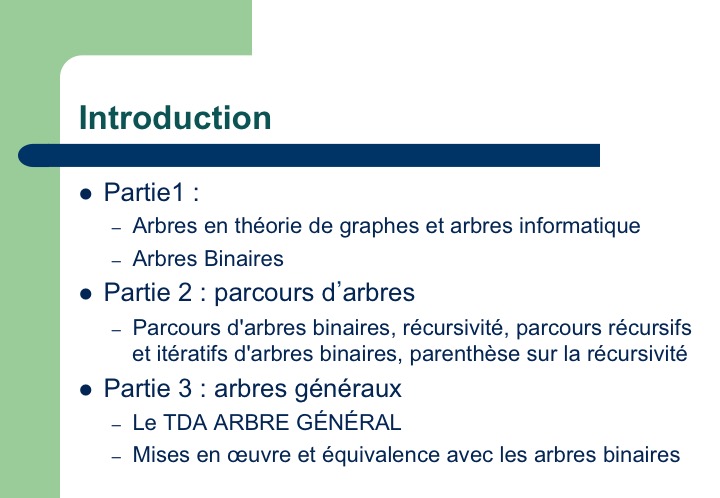 Introduction
● Partie1 :
– Arbres en théorie de graphes et arbres informatique
– Arbres Binaires
● Partie 2 : parcours d’arbres
– Parcours d'arbres binaires, récursivité, parcours récursifs
et itératifs d'arbres binaires, parenthèse sur la récursivité
● Partie 3 : arbres généraux
– Le TDA ARBRE GÉNÉRAL
– Mises en œuvre et équivalence avec les arbres binaires